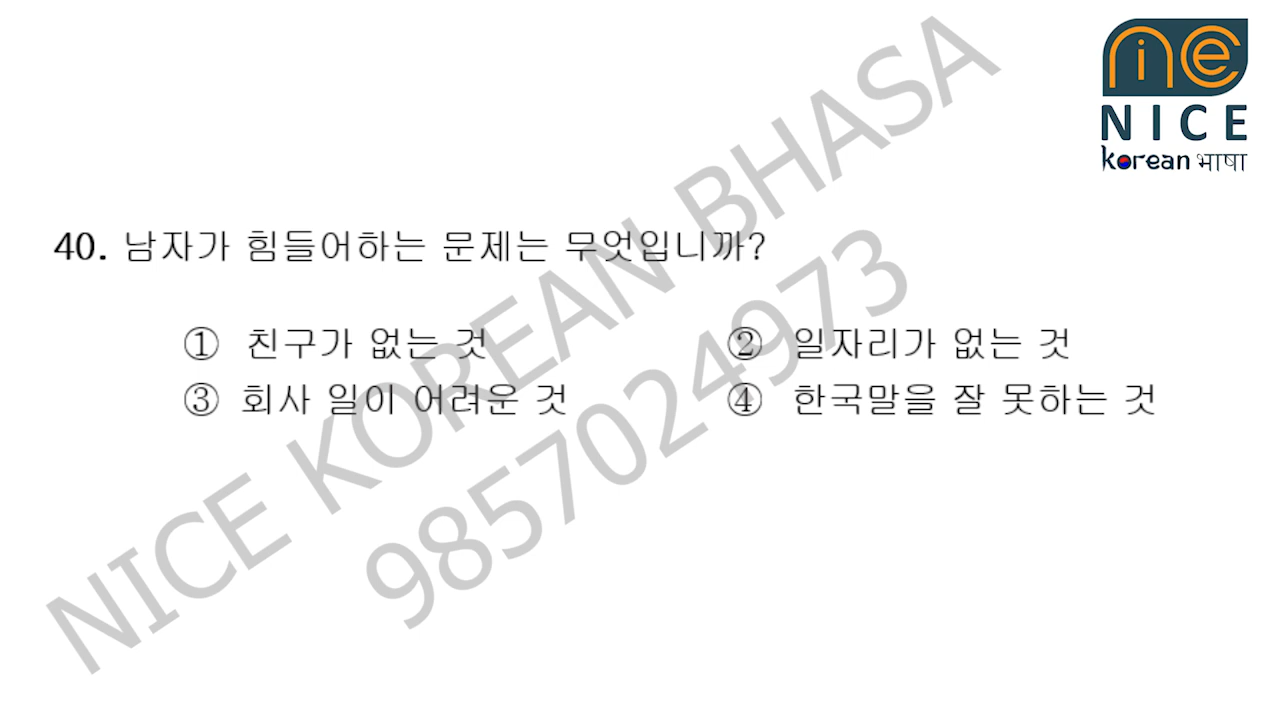 nie
NICE
korean भाषा
40. 남자가 힘들어하는 문제는 무엇입니까?
① 친구가 없는 것 ② 일자리가 없는 것
③ 회사 일이 어려운 것 ④ 한국말을 잘 못하는 것
NICE KOREAN BHASA
9857024973